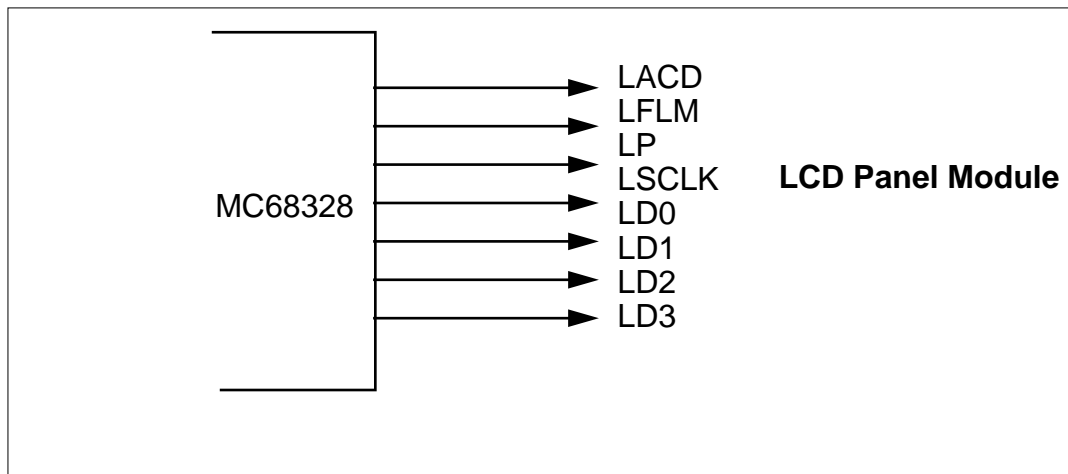 LACD
LFLM
LP
LSCLK
LD0
LD1
LD2
LD3
MC68328
LCD Panel Module